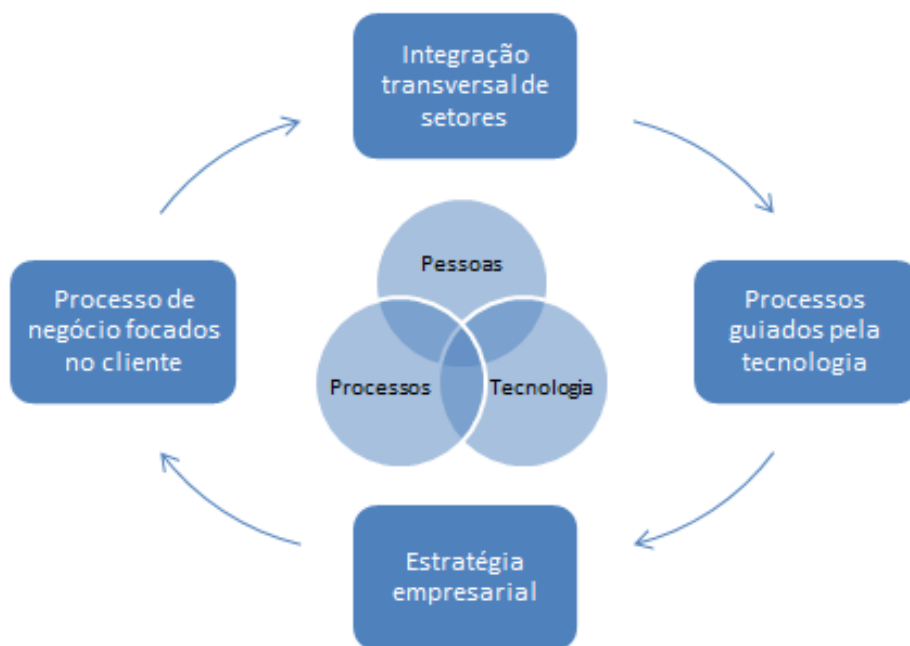 Integração
transversal de
setores
Pessoas
Processo de
negócio focados
no cliente
Processos
guiados pela
tecnologia
Processos
Tecnologia
Estratégia
empresarial